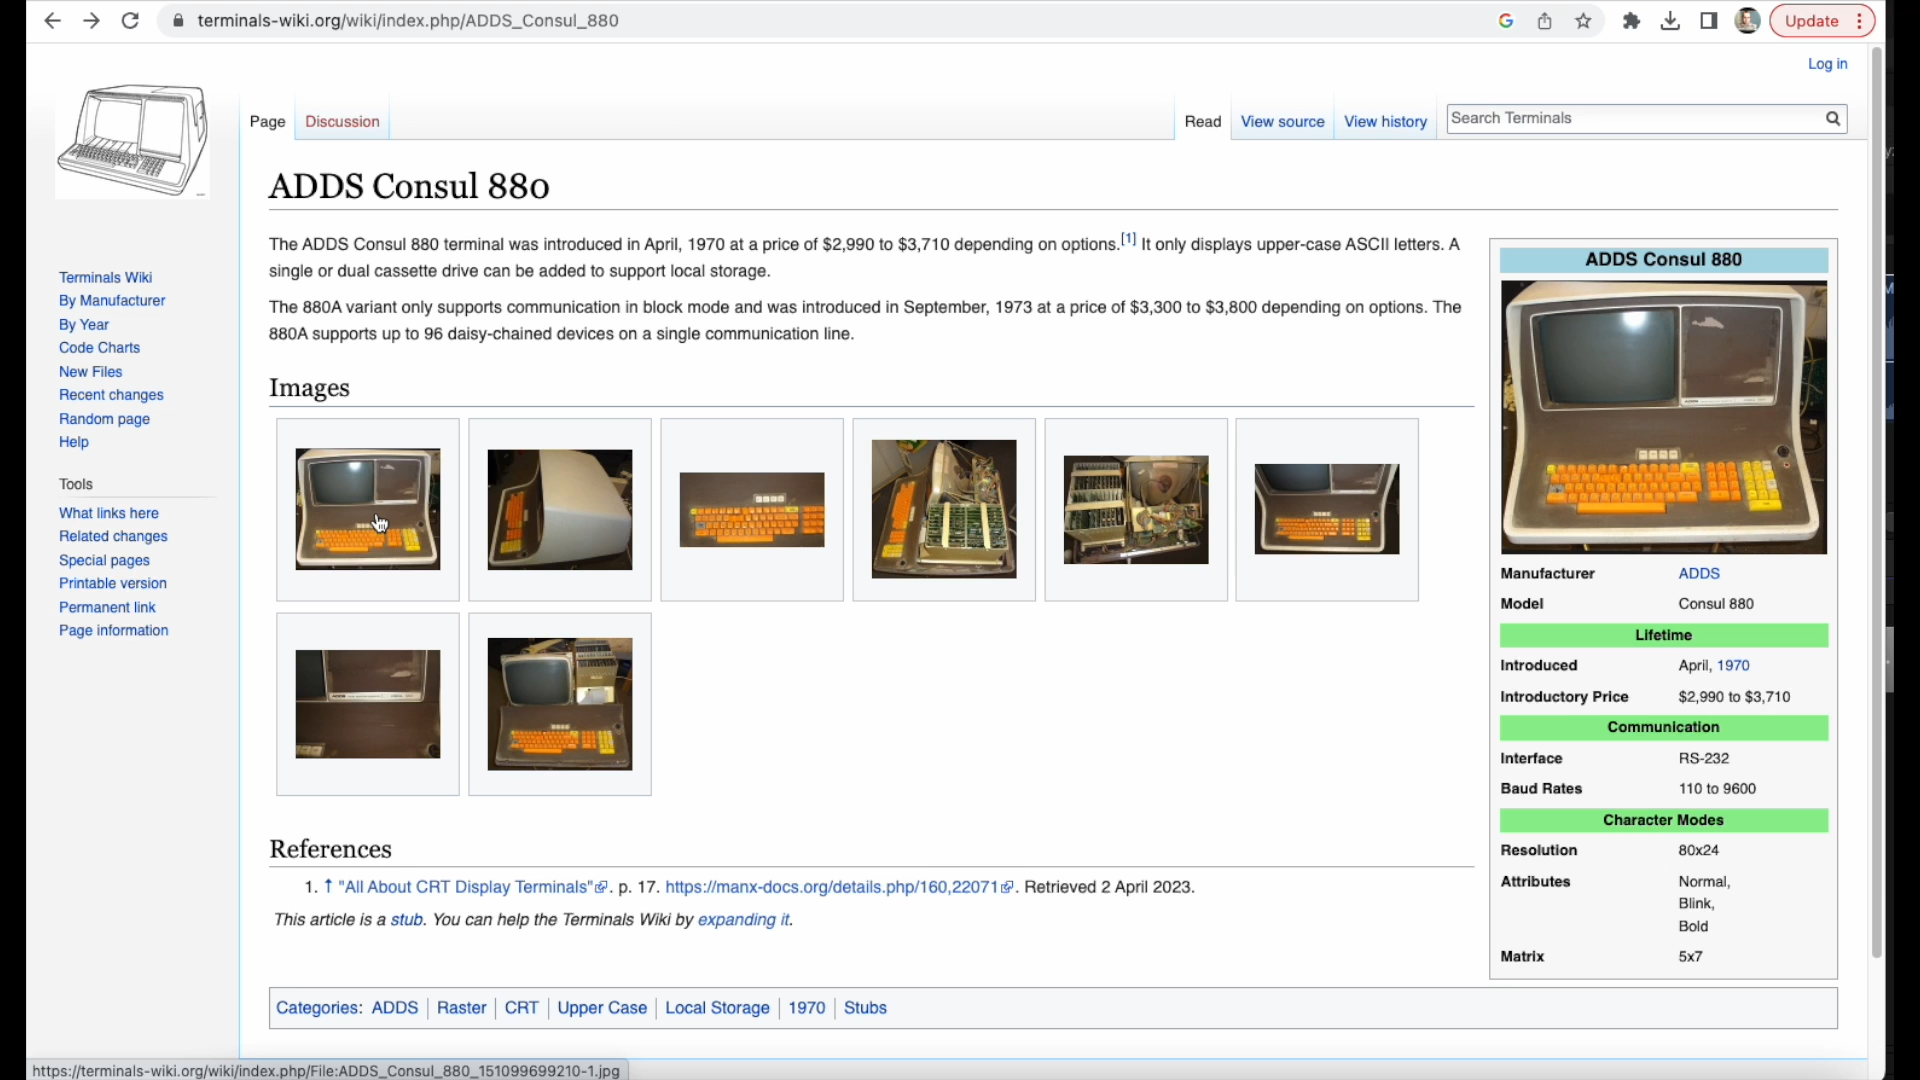 terminals-wiki.org/wiki/index.php/ADDS_Consul_880
Update
Log in
Page
Discussion
Read
View source
View history
Search Terminals
ADDS Consul 880
The ADDS Consul 880 terminal was introduced in April, 1970 at a price of $2,990 to $3,710 depending on options.[1] It only displays upper-case ASCII letters. A
single or dual cassette drive can be added to support local storage.
The 880A variant only supports communication in block mode and was introduced in September, 1973 at a price of $3,300 to $3,800 depending on options. The
880A supports up to 96 daisy-chained devices on a single communication line.
Terminals Wiki
By Manufacturer
By Year
Code Charts
New Files
Recent changes
Random page
Help
Tools
What links here
Related changes
Special pages
Printable version
Permanent link
Page information
Images
References
1. ↑ "All About CRT Display Terminals". p. 17. https://manx-docs.org/details.php/160,22071. Retrieved 2 April 2023.
This article is a stub. You can help the Terminals Wiki by expanding it.
Categories: ADDS | Raster | CRT | Upper Case | Local Storage | 1970 | Stubs
ADDS Consul 880
Manufacturer ADDS
Model Consul 880
Lifetime
Introduced April, 1970
Introductory Price $2,990 to $3,710
Communication
Interface RS-232
Baud Rates 110 to 9600
Character Modes
Resolution 80x24
Attributes Normal,
Blink,
Bold
Matrix 5x7
https://terminals-wiki.org/wiki/index.php/File:ADDS_Consul_880_151099699210-1.jpg